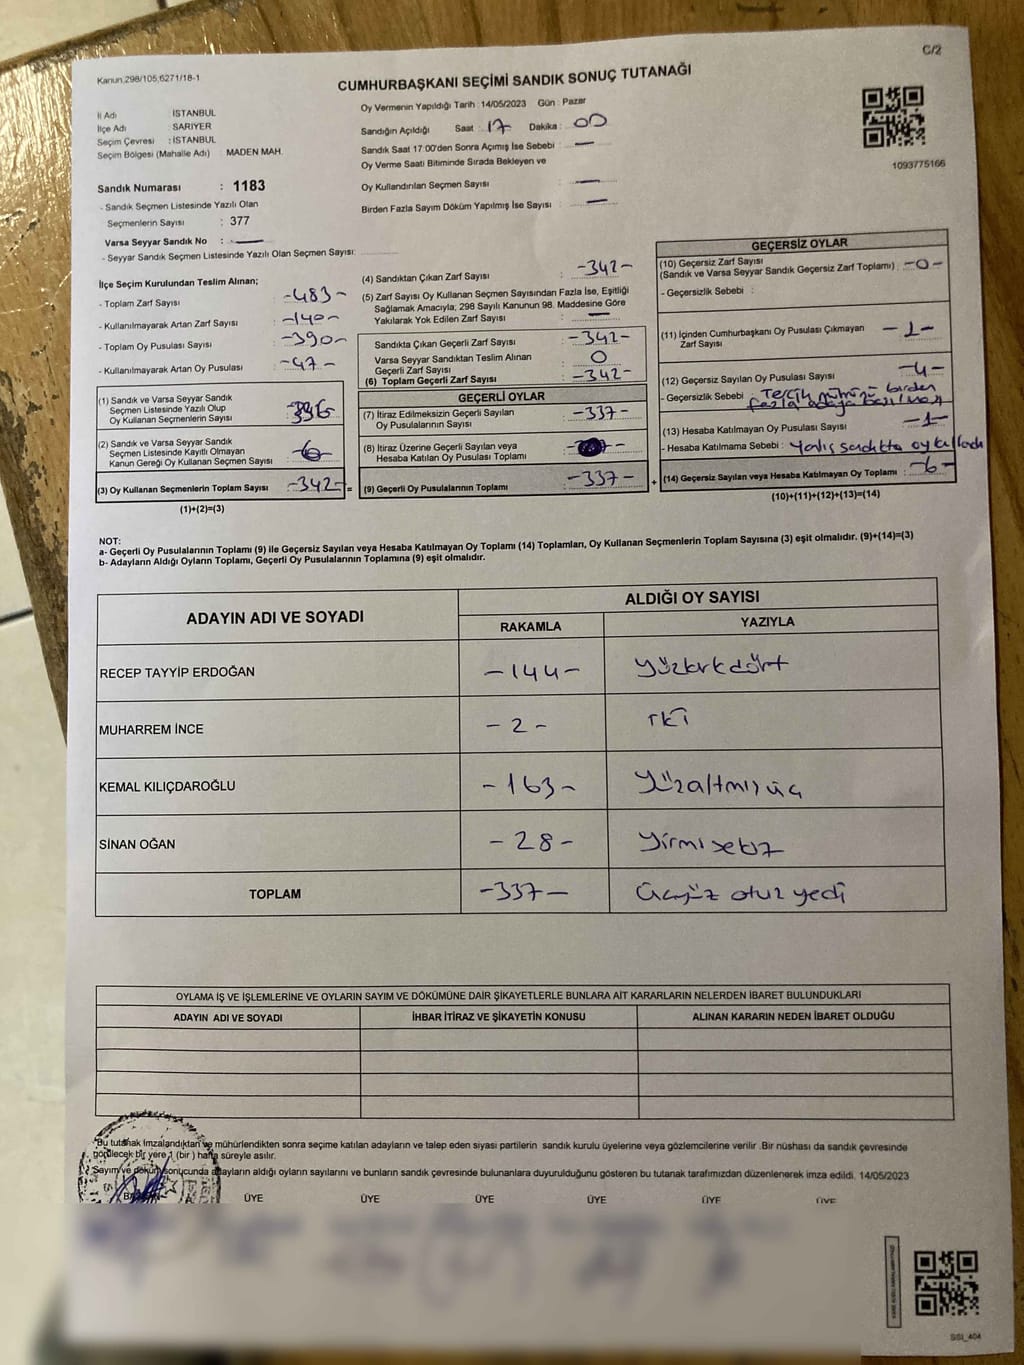 C/2
Kanun.298/105;6271/18-1
CUMHURBAŞKANI SEÇİMİ SANDIK SONUÇ TUTANAĞI
İl Adı : İSTANBUL
İlçe Adı : SARIYER
Seçim Çevresi : İSTANBUL
Seçim Bölgesi (Mahalle Adı) : MADEN MAH.
Oy Vermenin Yapıldığı Tarih :14/05/2023 Gün : Pazar
Sandığın Açıldığı Saat : 17 Dakika : 00
Sandık Saat 17:00'den Sonra Açımış İse Sebebi : —
Oy Verme Saati Bitiminde Sırada Bekleyen ve
Oy Kullandırılan Seçmen Sayısı : —
Birden Fazla Sayım Döküm Yapılmış İse Sayısı : —
1093775166
Sandık Numarası : 1183
- Sandık Seçmen Listesinde Yazılı Olan
Seçmenlerin Sayısı : 377
Varsa Seyyar Sandık No : —
- Seyyar Sandık Seçmen Listesinde Yazılı Olan Seçmen Sayısı:
İlçe Seçim Kurulundan Teslim Alınan;
- Toplam Zarf Sayısı : -483-
- Kullanılmayarak Artan Zarf Sayısı : -140-
- Toplam Oy Pusulası Sayısı : -390-
- Kullanılmayarak Artan Oy Pusulası : -47-
(1) Sandık ve Varsa Seyyar Sandık
Seçmen Listesinde Yazılı Olup
Oy Kullanan Seçmenlerin Sayısı :
(2) Sandık ve Varsa Seyyar Sandık
Seçmen Listesinde Kayıtlı Olmayan
Kanun Gereği Oy Kullanan Seçmen Sayısı :
(3) Oy Kullanan Seçmenlerin Toplam Sayısı : -342- =
(1)+(2)=(3)
(4) Sandıktan Çıkan Zarf Sayısı : -342-
(5) Zarf Sayısı Oy Kullanan Seçmen Sayısından Fazla İse, Eşitliği
Sağlamak Amacıyla; 298 Sayılı Kanunun 98. Maddesine Göre
Yakılarak Yok Edilen Zarf Sayısı : —
Sandıkta Çıkan Geçerli Zarf Sayısı : -342-
Varsa Seyyar Sandıktan Teslim Alınan
Geçerli Zarf Sayısı : 0
(6) Toplam Geçerli Zarf Sayısı : -342-
GEÇERLİ OYLAR
(7) İtiraz Edilmeksizin Geçerli Sayılan
Oy Pusulasının Sayısı : -337-
(8) İtiraz Üzerine Geçerli Sayılan veya
Hesaba Katılan Oy Pusulası Toplamı :
(9) Geçerli Oy Pusulalarının Toplamı : -337- +
GEÇERSİZ OYLAR
(10) Geçersiz Zarf Sayısı
(Sandık ve Varsa Seyyar Sandık Geçersiz Zarf Toplamı) : -0-
- Geçersizlik Sebebi :
(11) İçinden Cumhurbaşkanı Oy Pusulası Çıkmayan
Zarf Sayısı : -1-
(12) Geçersiz Sayılan Oy Pusulası Sayısı : -4-
- Geçersizlik Sebebi : Tercih mührünü birden
fazla adaya basılması
(13) Hesaba Katılmayan Oy Pusulası Sayısı : -1-
- Hesaba Katılmama Sebebi : Yanlış sandıkta oy kullandı
(14) Geçersiz Sayılan veya Hesaba Katılmayan Oy Toplamı : -6-
(10)+(11)+(12)+(13)=(14)
NOT:
a- Geçerli Oy Pusulalarının Toplamı (9) ile Geçersiz Sayılan veya Hesaba Katılmayan Oy Toplamı (14) Toplamları, Oy Kullanan Seçmenlerin Toplam Sayısına (3) eşit olmalıdır. (9)+(14)=(3)
b- Adayların Aldığı Oyların Toplamı, Geçerli Oy Pusulalarının Toplamına (9) eşit olmalıdır.
ADAYIN ADI VE SOYADI ALDIĞI OY SAYISI
RAKAMLA YAZIYLA
RECEP TAYYİP ERDOĞAN -144- Yüzkırkdört
MUHARREM İNCE -2- İki
KEMAL KILIÇDAROĞLU -163- Yüzaltmışüç
SİNAN OĞAN -28- Yirmisekiz
TOPLAM -337- Üçyüz otuz yedi
OYLAMA İŞ VE İŞLEMLERİNE VE OYLARIN SAYIM VE DÖKÜMÜNE DAİR ŞİKAYETLERLE BUNLARA AİT KARARLARIN NELERDEN İBARET BULUNDUKLARI
ADAYIN ADI VE SOYADI İHBAR İTİRAZ VE ŞİKAYETİN KONUSU ALINAN KARARIN NEDEN İBARET OLDUĞU
Bu tutanak imzalandıktan ve mühürlendikten sonra seçime katılan adayların ve talep eden siyasi partilerin sandık kurulu üyelerine veya gözlemcilerine verilir .Bir nüshası da sandık çevresinde
görülecek bir yere 1 (bir ) hafta süreyle asılır.
Sayım ve döküm sonucunda adayların aldığı oyların sayılarını ve bunların sandık çevresinde bulunanlara duyurulduğunu gösteren bu tutanak tarafımızdan düzenlenerek imza edildi. 14/05/2023
ÜYE ÜYE ÜYE ÜYE ÜYE ÜYE
SSI_404